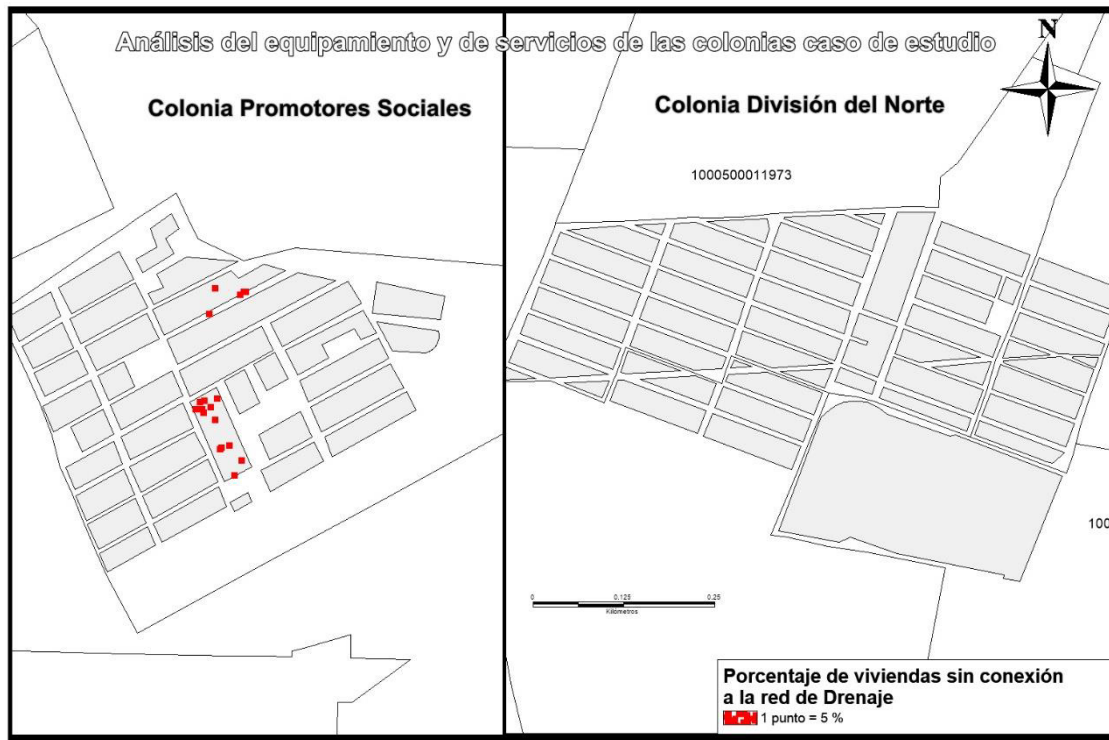 Análisis del equipamiento y de servicios de las colonias caso de estudio
N
Colonia Promotores Sociales
Colonia División del Norte
1000500011973
100
0 0.125 0.25
Kilómetros
Porcentaje de viviendas sin conexión
a la red de Drenaje
1 punto = 5 %